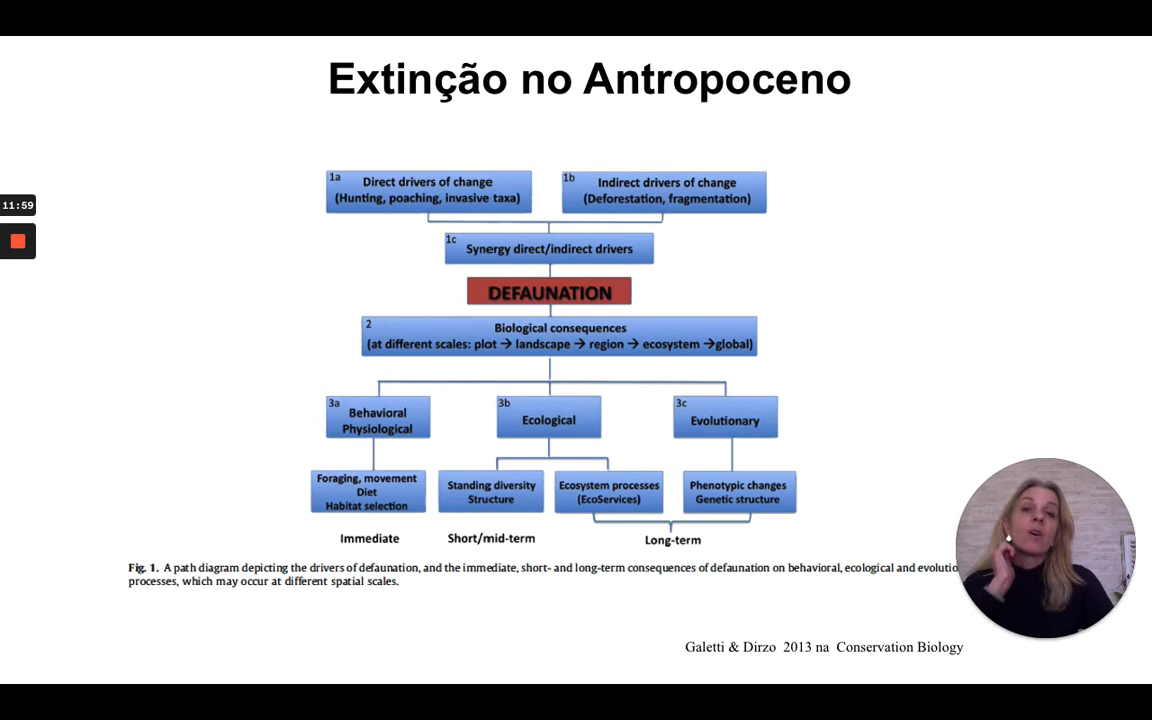 Extinção no Antropoceno
11:59
1a
Direct drivers of change
(Hunting, poaching, invasive taxa)
1b
Indirect drivers of change
(Deforestation, fragmentation)
1c
Synergy direct/indirect drivers
DEFAUNATION
2
Biological consequences
(at different scales: plot → landscape → region → ecosystem →global)
3a
Behavioral
Physiological
3b
Ecological
3c
Evolutionary
Foraging, movement
Diet
Habitat selection
Standing diversity
Structure
Ecosystem processes
(EcoServices)
Phenotypic changes
Genetic structure
Immediate
Short/mid-term
Long-term
Fig. 1. A path diagram depicting the drivers of defaunation, and the immediate, short- and long-term consequences of defaunation on behavioral, ecological and evolutio
processes, which may occur at different spatial scales.
Galetti & Dirzo 2013 na Conservation Biology